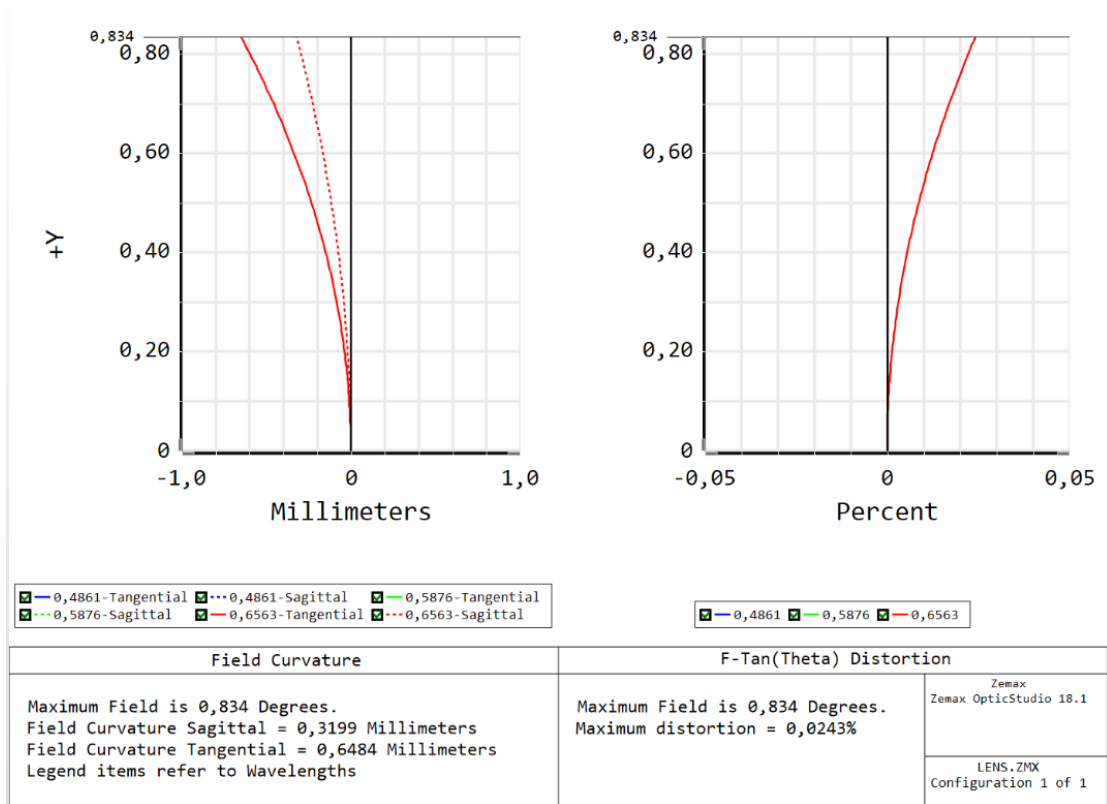 0,834
0,80
0,60
0,40
0,20
0
+Y
-1,0 0 1,0
Millimeters
0,834
0,80
0,60
0,40
0,20
0
-0,05 0 0,05
Percent
0,4861-Tangential 0,4861-Sagittal 0,5876-Tangential
0,5876-Sagittal 0,6563-Tangential 0,6563-Sagittal
0,4861 0,5876 0,6563
Field Curvature
Maximum Field is 0,834 Degrees.
Field Curvature Sagittal = 0,3199 Millimeters
Field Curvature Tangential = 0,6484 Millimeters
Legend items refer to Wavelengths
F-Tan(Theta) Distortion
Maximum Field is 0,834 Degrees.
Maximum distortion = 0,0243%
Zemax
Zemax OpticStudio 18.1
LENS.ZMX
Configuration 1 of 1